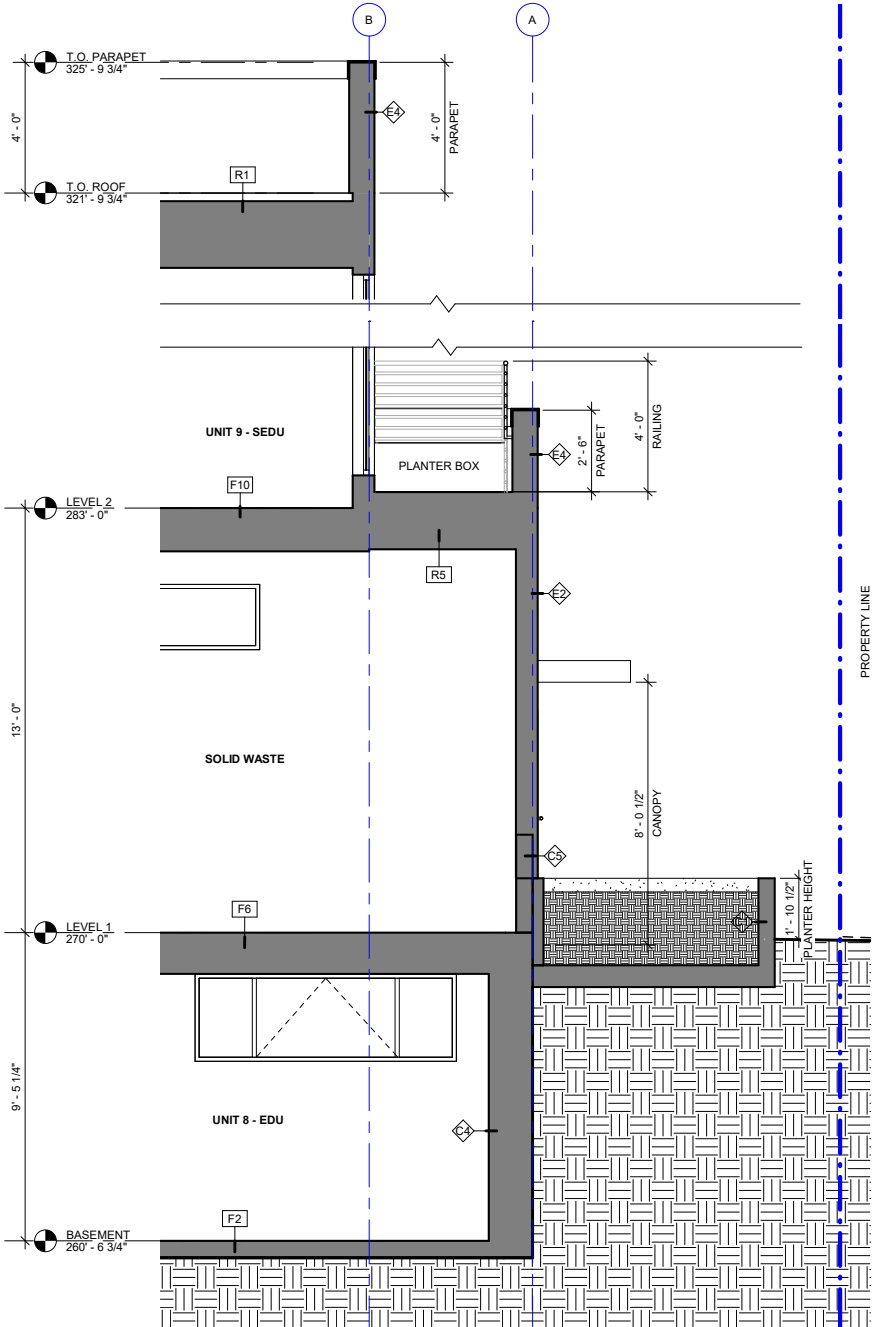 B
A
T.O. PARAPET
325' - 9 3/4"
4' - 0"
E4
4' - 0"
PARAPET
T.O. ROOF
321' - 9 3/4"
R1
UNIT 9 - SEDU
PLANTER BOX
E4
2' - 6"
PARAPET
4' - 0"
RAILING
F10
LEVEL 2
283' - 0"
R5
E2
PROPERTY LINE
13' - 0"
SOLID WASTE
8' - 0 1/2"
CANOPY
C5
1' - 10 1/2"
PLANTER HEIGHT
F6
LEVEL 1
270' - 0"
9' - 5 1/4"
UNIT 8 - EDU
C4
F2
BASEMENT
260' - 6 3/4"